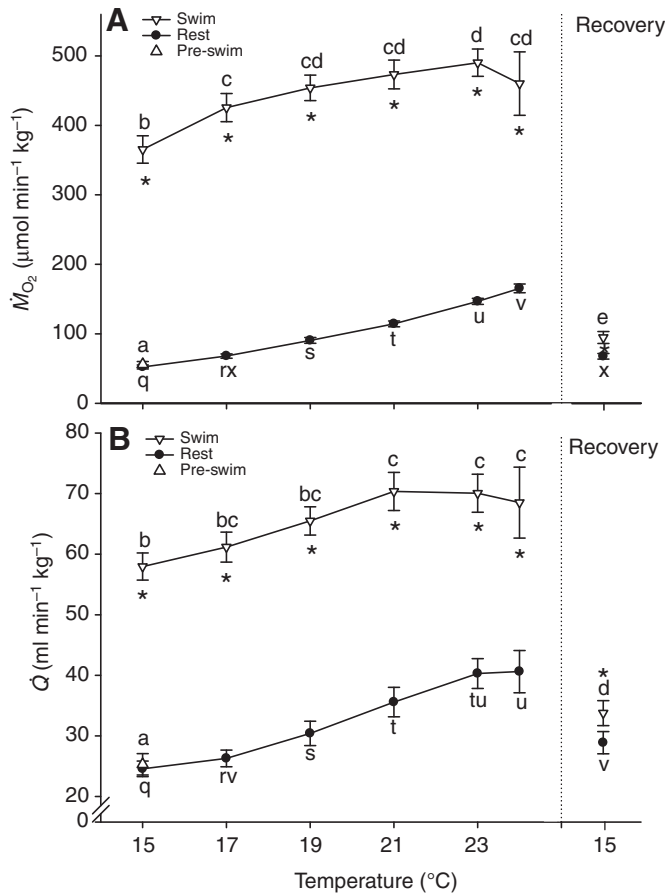 A
Swim
Rest
Pre-swim
Recovery
500
400
300
200
100
0
ṀO₂ (μmol min⁻¹ kg⁻¹)
b
c
cd
cd
d
cd
*
*
*
*
*
*
a
q
rx
s
t
u
v
e
*
x
B
Swim
Rest
Pre-swim
Recovery
80
70
60
50
40
30
20
0
Q̇ (ml min⁻¹ kg⁻¹)
b
bc
bc
c
c
c
*
*
*
*
*
*
a
q
rv
s
t
tu
u
*
d
v
15 17 19 21 23 15
Temperature (°C)